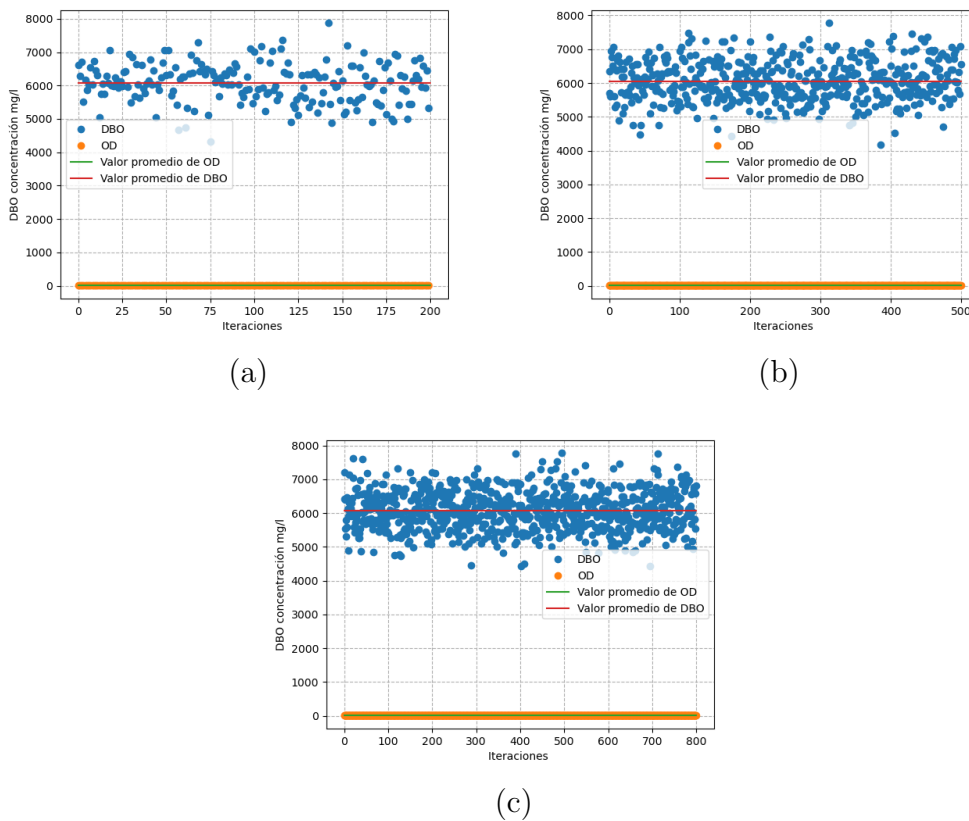 8000
7000
6000
5000
4000
3000
2000
1000
0
DBO concentración mg/l
DBO
OD
Valor promedio de OD
Valor promedio de DBO
0 25 50 75 100 125 150 175 200
Iteraciones
(a)
8000
7000
6000
5000
4000
3000
2000
1000
0
DBO concentración mg/l
DBO
OD
Valor promedio de OD
Valor promedio de DBO
0 100 200 300 400 500
Iteraciones
(b)
8000
7000
6000
5000
4000
3000
2000
1000
0
DBO concentración mg/l
DBO
OD
Valor promedio de OD
Valor promedio de DBO
0 100 200 300 400 500 600 700 800
Iteraciones
(c)